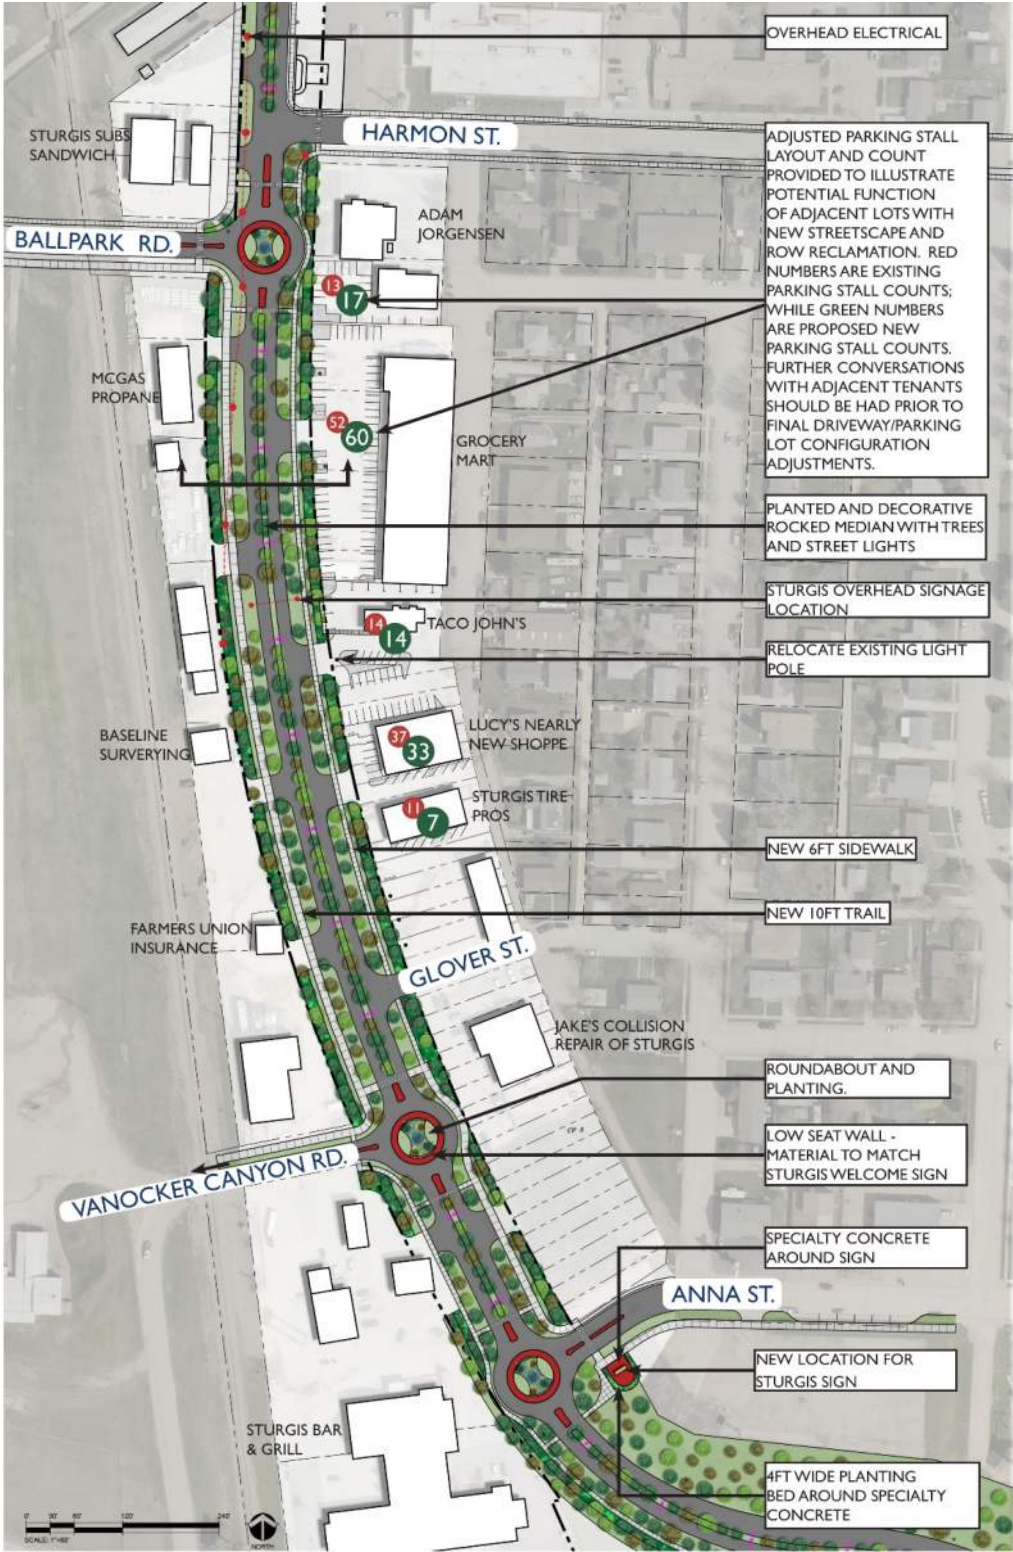 OVERHEAD ELECTRICAL
HARMON ST.
STURGIS SUBS
SANDWICH
ADJUSTED PARKING STALL
LAYOUT AND COUNT
PROVIDED TO ILLUSTRATE
POTENTIAL FUNCTION
OF ADJACENT LOTS WITH
NEW STREETSCAPE AND
ROW RECLAMATION. RED
NUMBERS ARE EXISTING
PARKING STALL COUNTS;
WHILE GREEN NUMBERS
ARE PROPOSED NEW
PARKING STALL COUNTS.
FURTHER CONVERSATIONS
WITH ADJACENT TENANTS
SHOULD BE HAD PRIOR TO
FINAL DRIVEWAY/PARKING
LOT CONFIGURATION
ADJUSTMENTS.
ADAM
JORGENSEN
BALLPARK RD.
13
17
MCGAS
PROPANE
52
60
GROCERY
MART
PLANTED AND DECORATIVE
ROCKED MEDIAN WITH TREES
AND STREET LIGHTS
STURGIS OVERHEAD SIGNAGE
LOCATION
14
14
TACO JOHN'S
RELOCATE EXISTING LIGHT
POLE
BASELINE
SURVERYING
37
33
LUCY'S NEARLY
NEW SHOPPE
11
7
STURGIS TIRE
PROS
NEW 6FT SIDEWALK
NEW 10FT TRAIL
FARMERS UNION
INSURANCE
GLOVER ST.
JAKE'S COLLISION
REPAIR OF STURGIS
ROUNDABOUT AND
PLANTING.
LOW SEAT WALL -
MATERIAL TO MATCH
STURGIS WELCOME SIGN
VANOCKER CANYON RD.
SPECIALTY CONCRETE
AROUND SIGN
ANNA ST.
NEW LOCATION FOR
STURGIS SIGN
STURGIS BAR
& GRILL
4FT WIDE PLANTING
BED AROUND SPECIALTY
CONCRETE
0' 30' 60' 120' 240'
SCALE: 1"=60'
NORTH